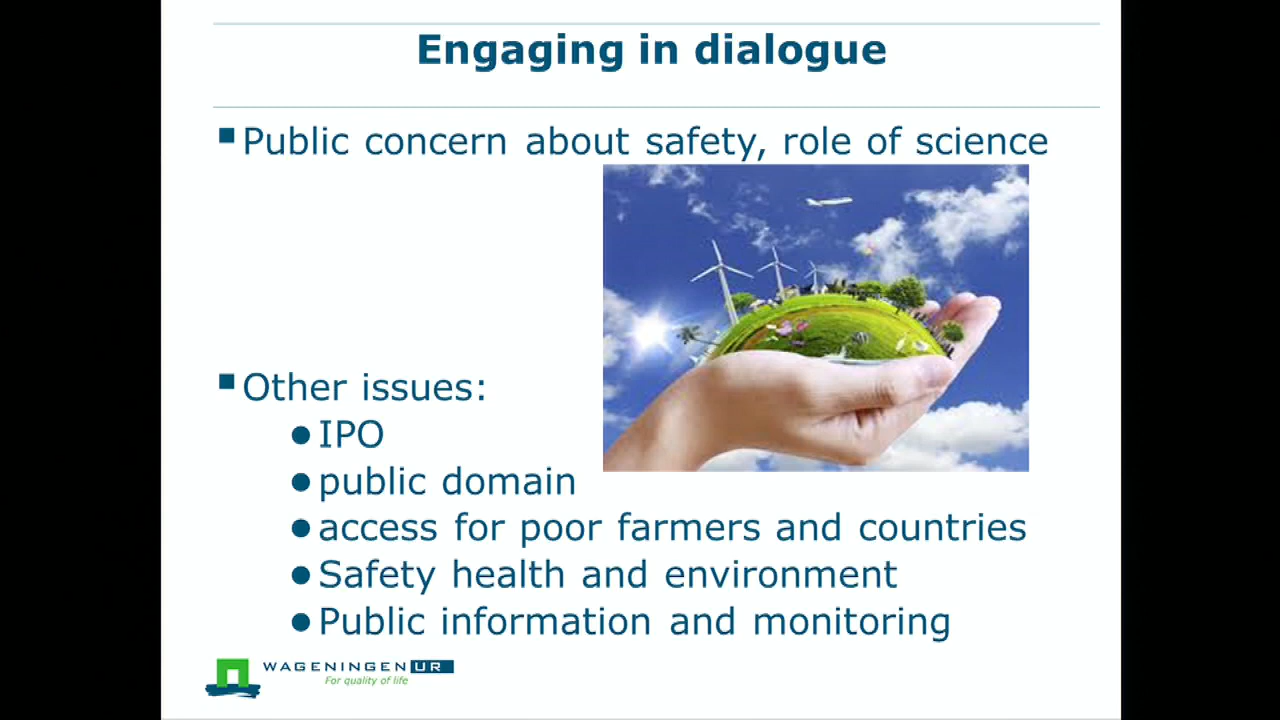 Engaging in dialogue
Public concern about safety, role of science
Other issues:
IPO
public domain
access for poor farmers and countries
Safety health and environment
Public information and monitoring
WAGENINGEN UR
For quality of life